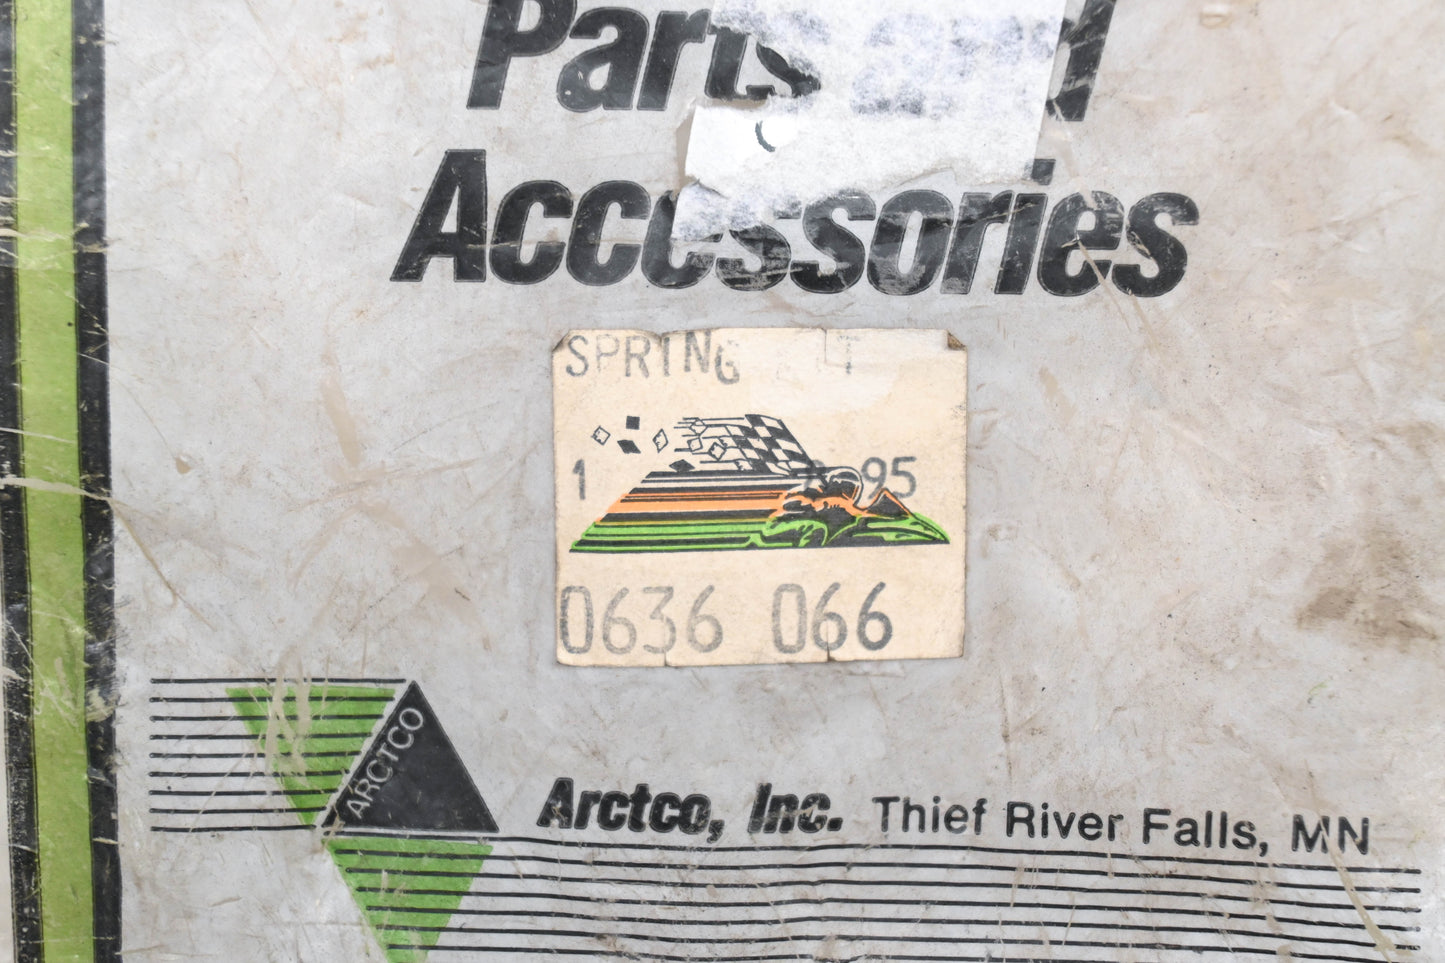 Parts
Accessories
SPRING
1 95
0636 066
ARCTCO
Arctco, Inc. Thief River Falls, MN